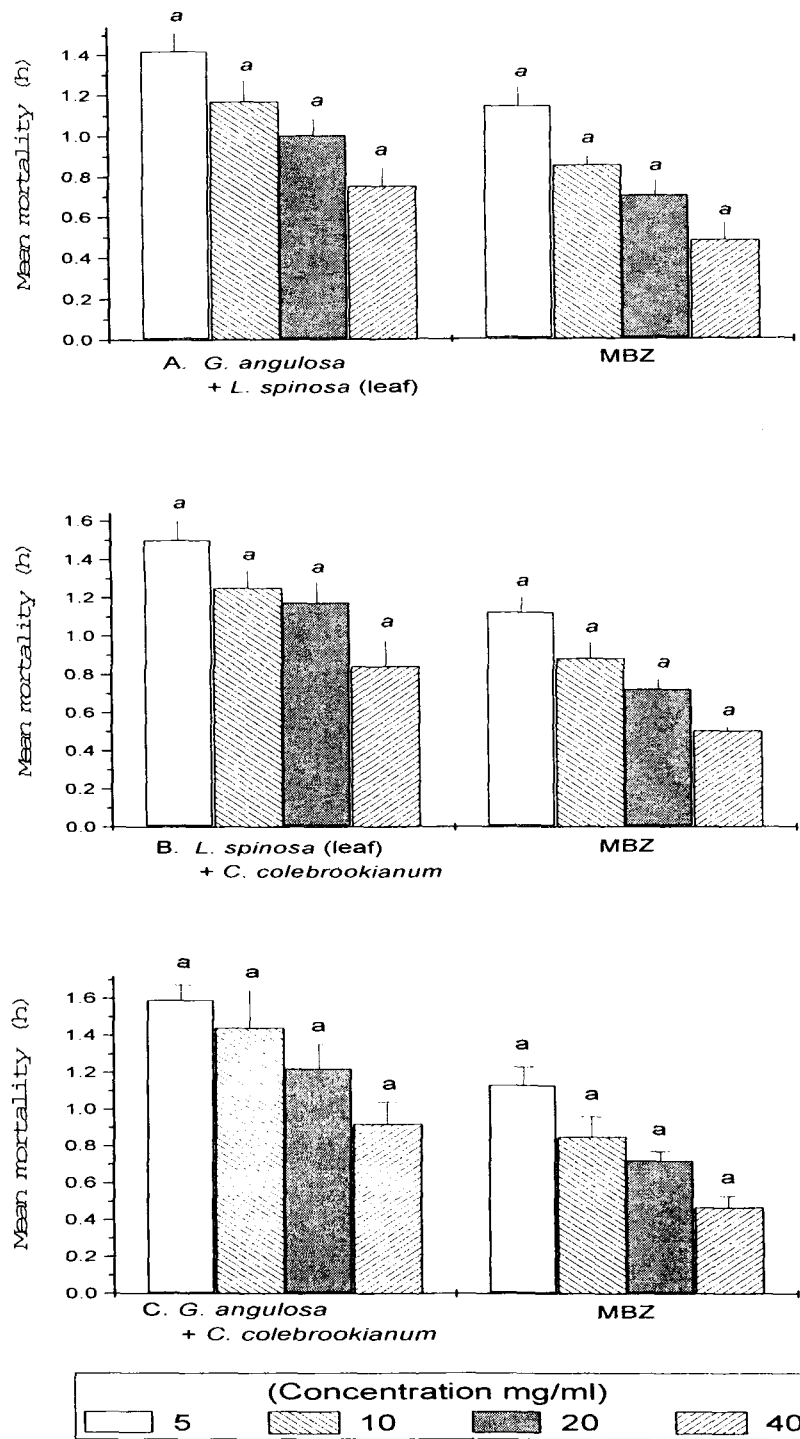 a
a
a
a
a
a
a
a
Mean mortality (h)
1.4
1.2
1.0
0.8
0.6
0.4
0.2
0.0
A. G. angulosa
+ L. spinosa (leaf)
MBZ
a
a
a
a
a
a
a
a
Mean mortality (h)
1.6
1.4
1.2
1.0
0.8
0.6
0.4
0.2
0.0
B. L. spinosa (leaf)
+ C. colebrookianum
MBZ
a
a
a
a
a
a
a
a
Mean mortality (h)
1.6
1.4
1.2
1.0
0.8
0.6
0.4
0.2
0.0
C. G. angulosa
+ C. colebrookianum
MBZ
(Concentration mg/ml)
5 10 20 40